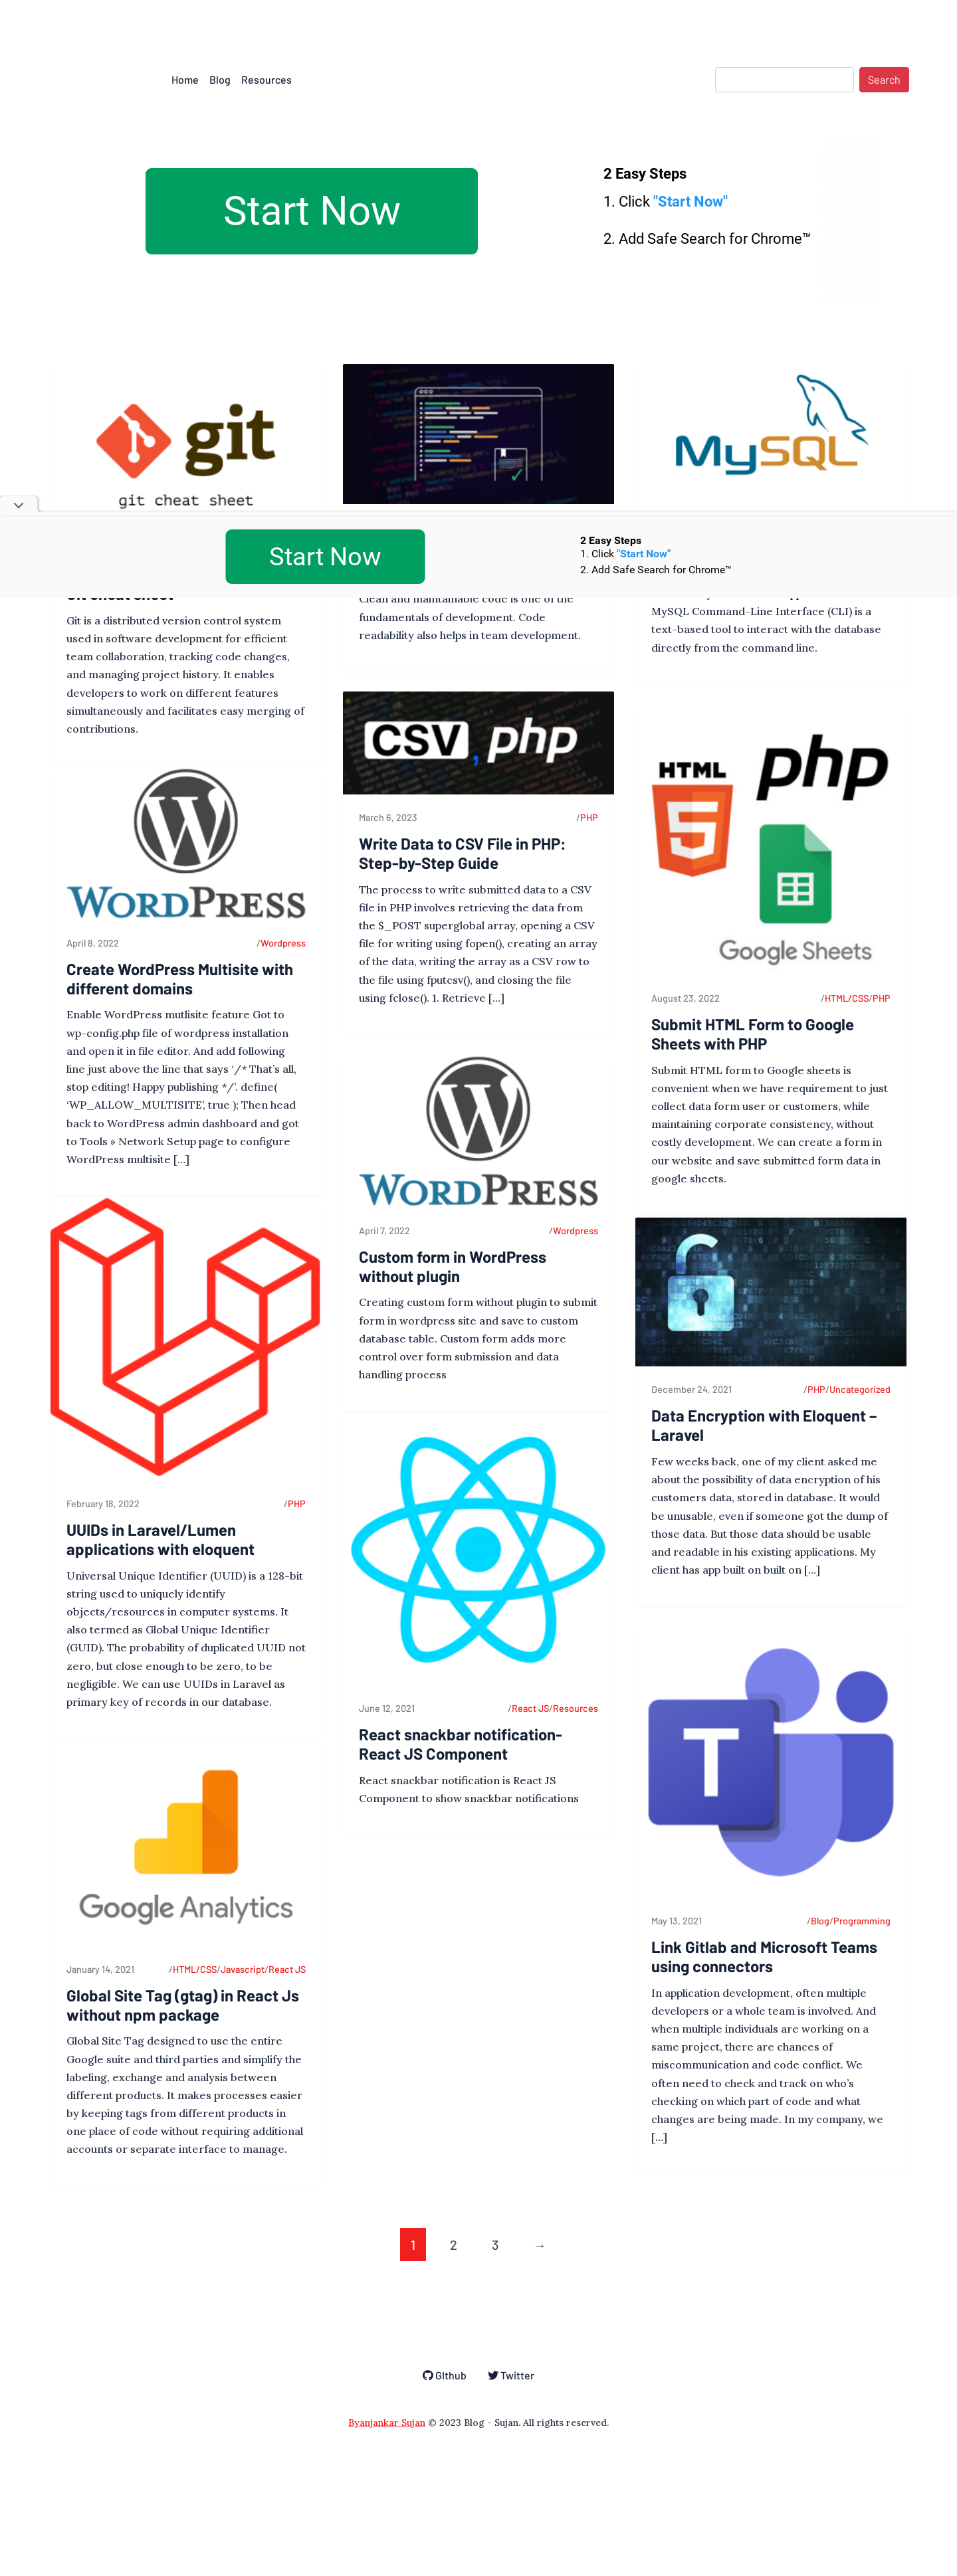 Home Blog Resources
Search
Start Now
2 Easy Steps
1. Click "Start Now"
2. Add Safe Search for Chrome™
git
git cheat sheet
MySQL
Start Now
2 Easy Steps
1. Click "Start Now"
2. Add Safe Search for Chrome™
Git cheat sheet
Git is a distributed version control system
used in software development for efficient
team collaboration, tracking code changes,
and managing project history. It enables
developers to work on different features
simultaneously and facilitates easy merging of
contributions.
Clean and maintainable code is one of the
fundamentals of development. Code
readability also helps in team development.
MySQL Command-Line Interface (CLI) is a
text-based tool to interact with the database
directly from the command line.
WORDPRESS
April 8, 2022 /Wordpress
Create WordPress Multisite with
different domains
Enable WordPress mutlisite feature Got to
wp-config.php file of wordpress installation
and open it in file editor. And add following
line just above the line that says ‘/* That’s all,
stop editing! Happy publishing */’. define(
‘WP_ALLOW_MULTISITE’, true ); Then head
back to WordPress admin dashboard and got
to Tools » Network Setup page to configure
WordPress multisite […]
CSV, php
March 6, 2023 /PHP
Write Data to CSV File in PHP:
Step-by-Step Guide
The process to write submitted data to a CSV
file in PHP involves retrieving the data from
the $_POST superglobal array, opening a CSV
file for writing using fopen(), creating an array
of the data, writing the array as a CSV row to
the file using fputcsv(), and closing the file
using fclose(). 1. Retrieve […]
HTML
5
php
Google Sheets
August 23, 2022 /HTML/CSS/PHP
Submit HTML Form to Google
Sheets with PHP
Submit HTML form to Google sheets is
convenient when we have requirement to just
collect data form user or customers, while
maintaining corporate consistency, without
costly development. We can create a form in
our website and save submitted form data in
google sheets.
WORDPRESS
April 7, 2022 /Wordpress
Custom form in WordPress
without plugin
Creating custom form without plugin to submit
form in wordpress site and save to custom
database table. Custom form adds more
control over form submission and data
handling process
February 18, 2022 /PHP
UUIDs in Laravel/Lumen
applications with eloquent
Universal Unique Identifier (UUID) is a 128-bit
string used to uniquely identify
objects/resources in computer systems. It
also termed as Global Unique Identifier
(GUID). The probability of duplicated UUID not
zero, but close enough to be zero, to be
negligible. We can use UUIDs in Laravel as
primary key of records in our database.
December 24, 2021 /PHP/Uncategorized
Data Encryption with Eloquent –
Laravel
Few weeks back, one of my client asked me
about the possibility of data encryption of his
customers data, stored in database. It would
be unusable, even if someone got the dump of
those data. But those data should be usable
and readable in his existing applications. My
client has app built on built on […]
June 12, 2021 /React JS/Resources
React snackbar notification-
React JS Component
React snackbar notification is React JS
Component to show snackbar notifications
T
May 13, 2021 /Blog/Programming
Link Gitlab and Microsoft Teams
using connectors
In application development, often multiple
developers or a whole team is involved. And
when multiple individuals are working on a
same project, there are chances of
miscommunication and code conflict. We
often need to check and track on who’s
checking on which part of code and what
changes are being made. In my company, we
[…]
Google Analytics
January 14, 2021 /HTML/CSS/Javascript/React JS
Global Site Tag (gtag) in React Js
without npm package
Global Site Tag designed to use the entire
Google suite and third parties and simplify the
labeling, exchange and analysis between
different products. It makes processes easier
by keeping tags from different products in
one place of code without requiring additional
accounts or separate interface to manage.
1 2 3 →
GIthub Twitter
Byanjankar Sujan © 2023 Blog - Sujan. All rights reserved.